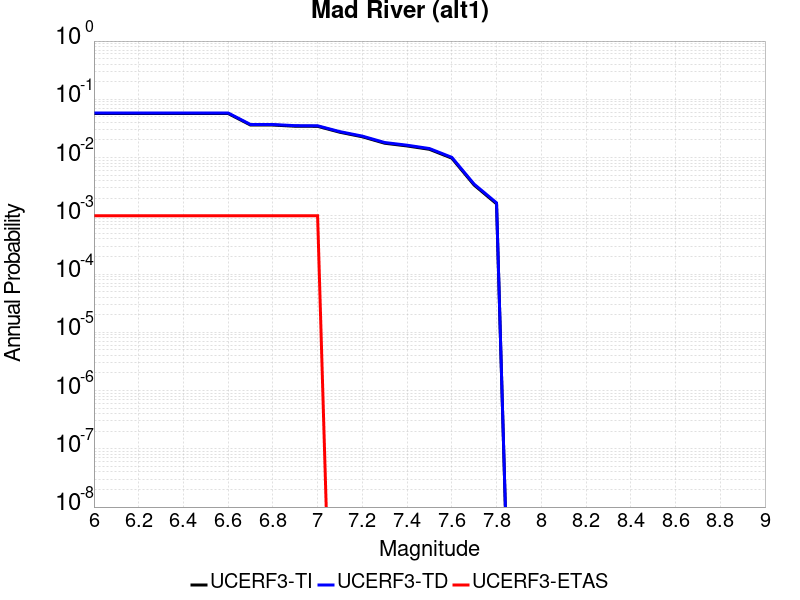 Mad River (alt1)
10^0
10^-1
10^-2
10^-3
10^-4
10^-5
10^-6
10^-7
10^-8
Annual Probability
6 6.2 6.4 6.6 6.8 7 7.2 7.4 7.6 7.8 8 8.2 8.4 8.6 8.8 9
Magnitude
UCERF3-TI UCERF3-TD UCERF3-ETAS